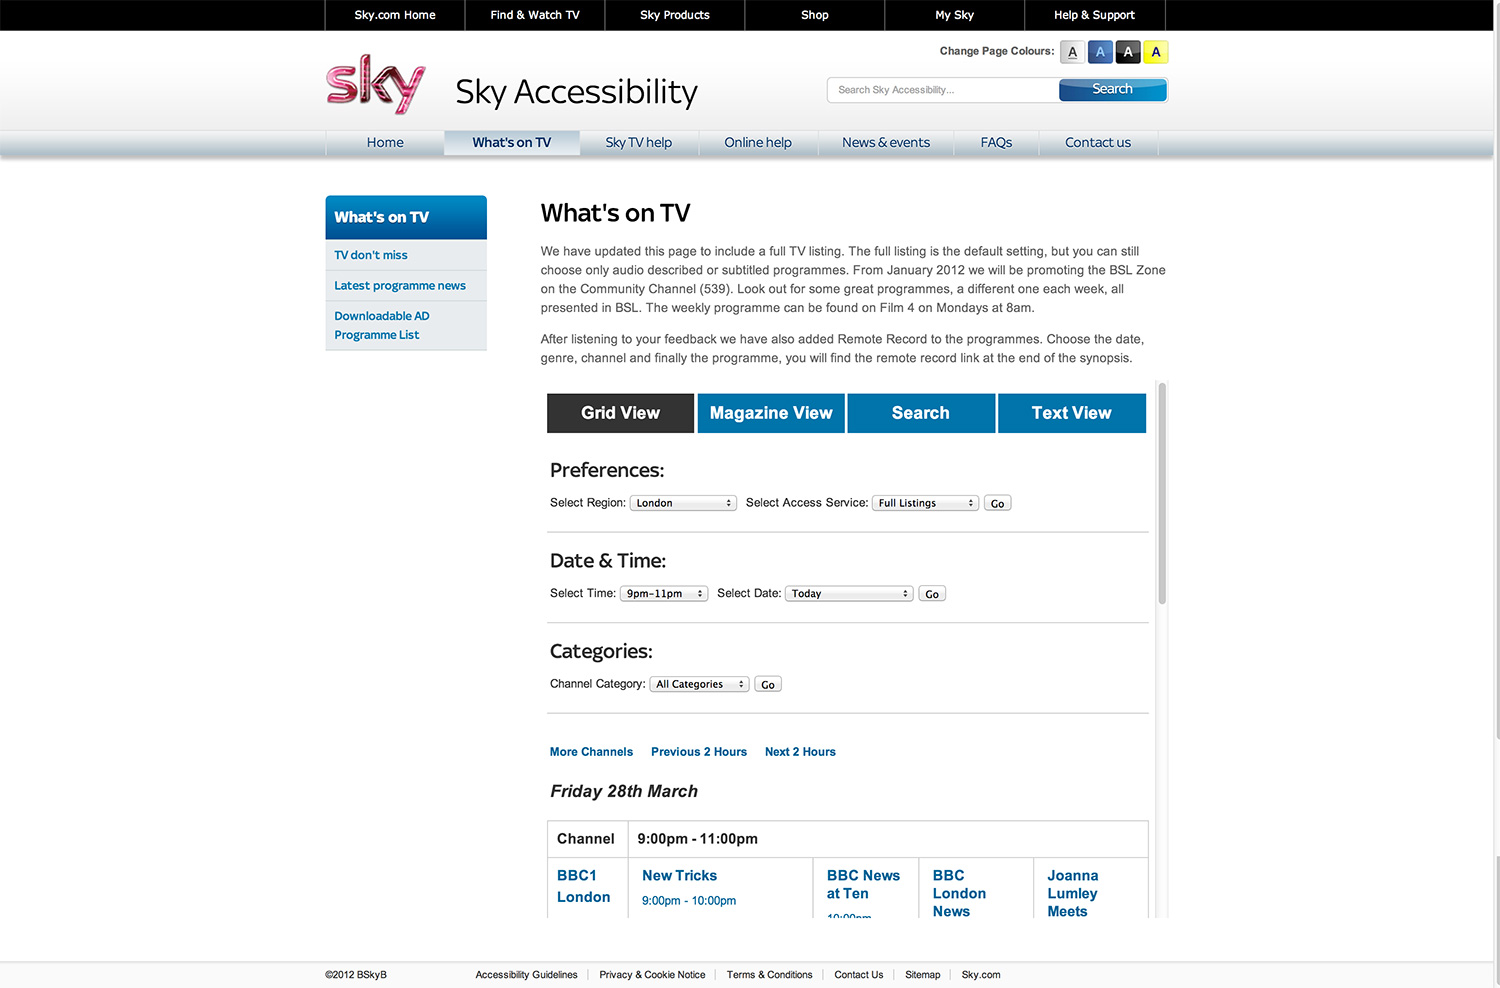 Sky.com Home Find & Watch TV Sky Products Shop My Sky Help & Support
Change Page Colours: A A A A
sky Sky Accessibility
Search Sky Accessibility... Search
Home What's on TV Sky TV help Online help News & events FAQs Contact us
What's on TV
TV don't miss
Latest programme news
Downloadable AD
Programme List
What's on TV
We have updated this page to include a full TV listing. The full listing is the default setting, but you can still
choose only audio described or subtitled programmes. From January 2012 we will be promoting the BSL Zone
on the Community Channel (539). Look out for some great programmes, a different one each week, all
presented in BSL. The weekly programme can be found on Film 4 on Mondays at 8am.
After listening to your feedback we have also added Remote Record to the programmes. Choose the date,
genre, channel and finally the programme, you will find the remote record link at the end of the synopsis.
Grid View Magazine View Search Text View
Preferences:
Select Region: London Select Access Service: Full Listings Go
Date & Time:
Select Time: 9pm-11pm Select Date: Today Go
Categories:
Channel Category: All Categories Go
More Channels Previous 2 Hours Next 2 Hours
Friday 28th March
Channel 9:00pm - 11:00pm
BBC1
London
New Tricks
9:00pm - 10:00pm
BBC News
at Ten
10:00pm
BBC
London
News
Joanna
Lumley
Meets
©2012 BSkyB Accessibility Guidelines Privacy & Cookie Notice Terms & Conditions Contact Us Sitemap Sky.com